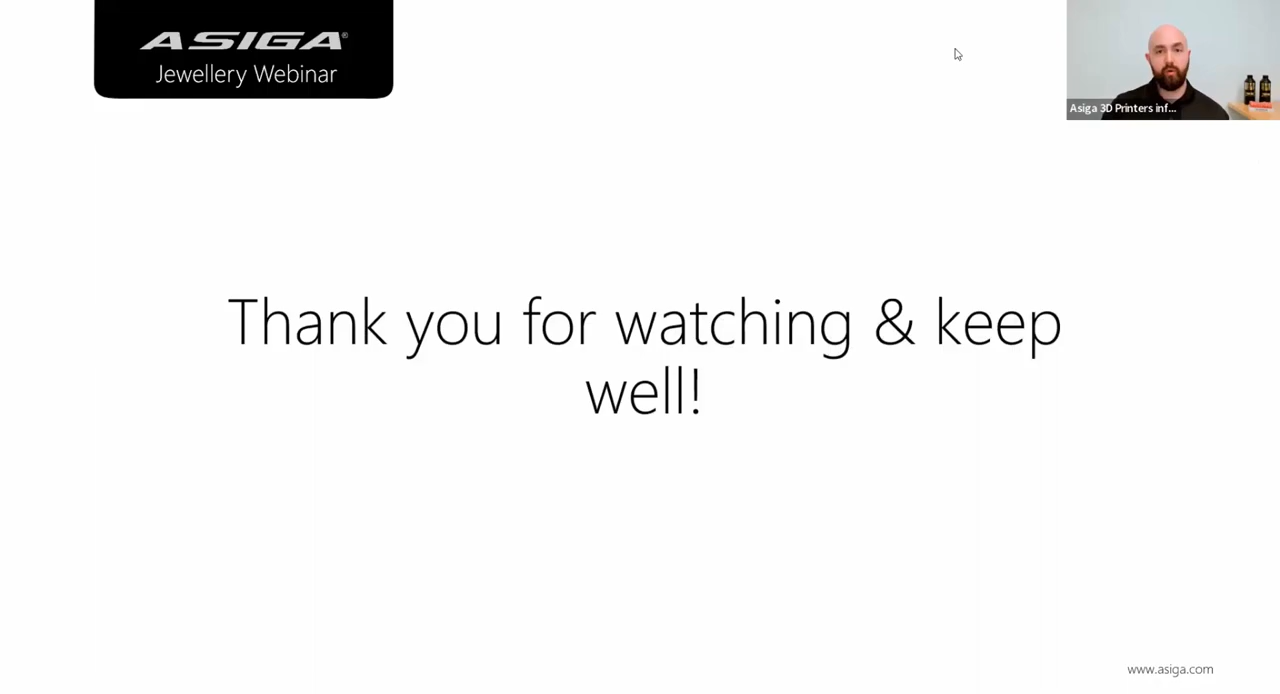 ASIGA®
Jewellery Webinar
Asiga 3D Printers inf...
Thank you for watching & keep
well!
www.asiga.com